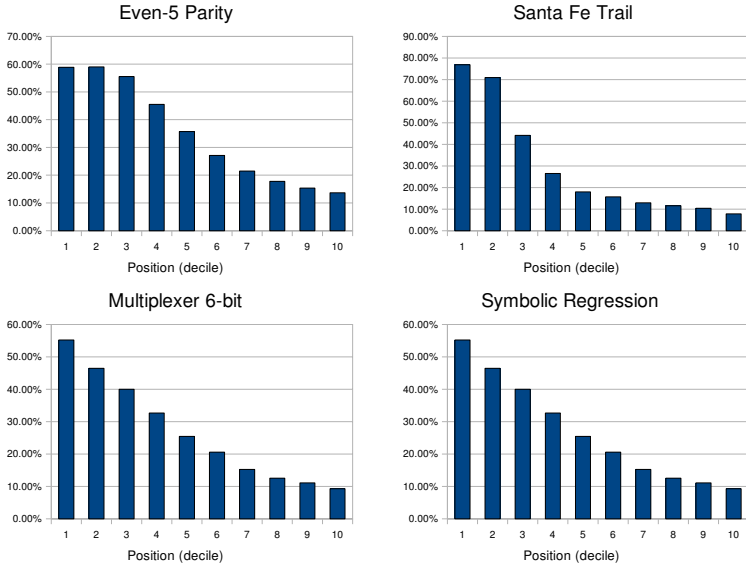 Even-5 Parity
70.00%
60.00%
50.00%
40.00%
30.00%
20.00%
10.00%
0.00%
1 2 3 4 5 6 7 8 9 10
Position (decile)
Santa Fe Trail
90.00%
80.00%
70.00%
60.00%
50.00%
40.00%
30.00%
20.00%
10.00%
0.00%
1 2 3 4 5 6 7 8 9 10
Position (decile)
Multiplexer 6-bit
60.00%
50.00%
40.00%
30.00%
20.00%
10.00%
0.00%
1 2 3 4 5 6 7 8 9 10
Position (decile)
Symbolic Regression
60.00%
50.00%
40.00%
30.00%
20.00%
10.00%
0.00%
1 2 3 4 5 6 7 8 9 10
Position (decile)